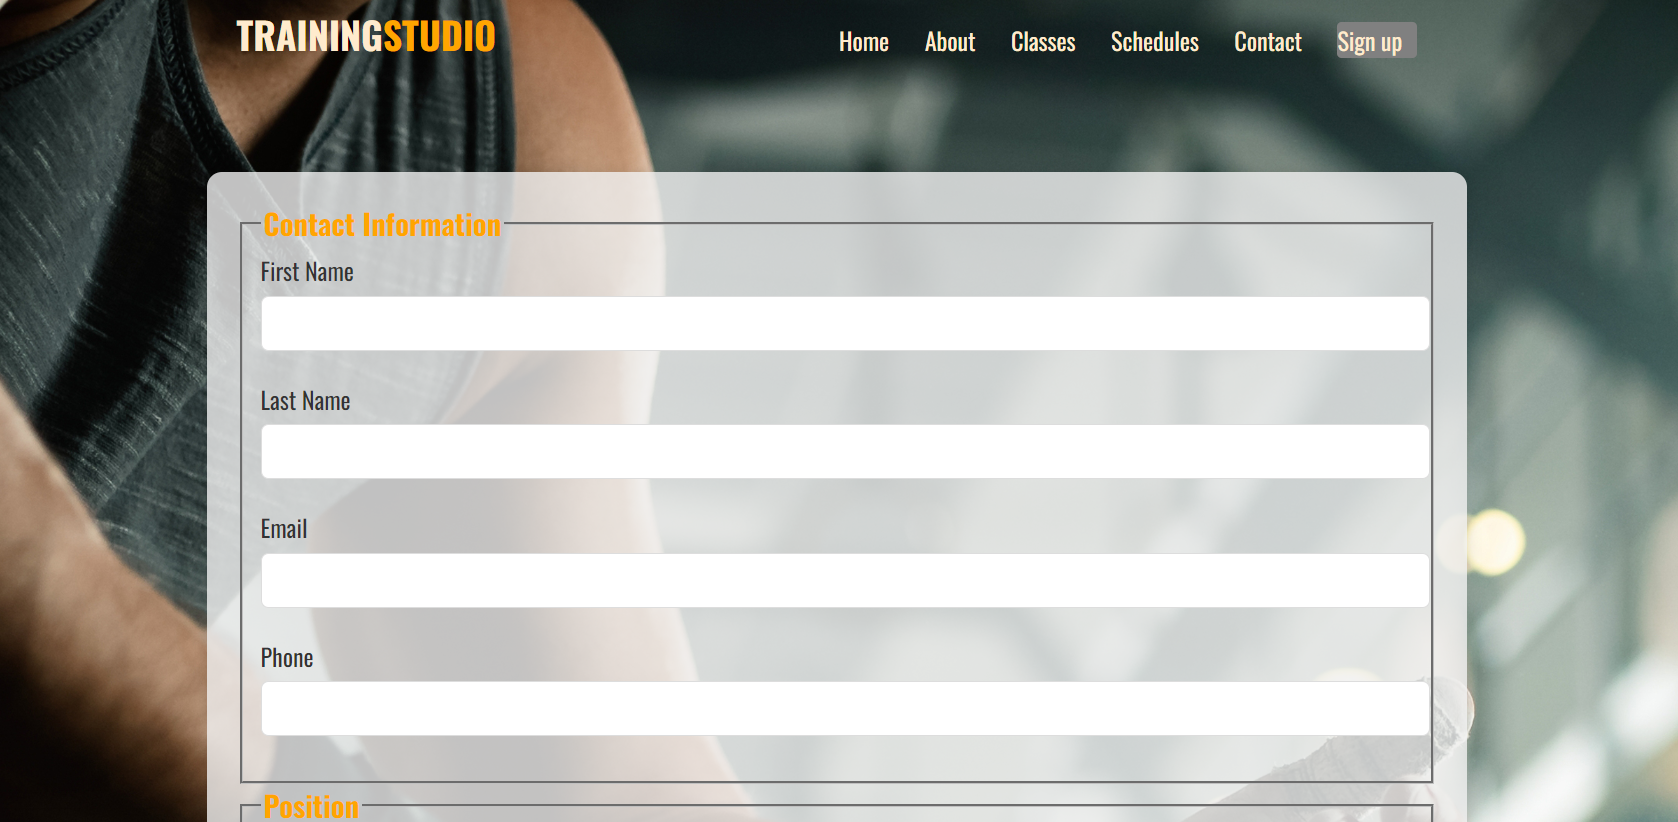 TRAININGSTUDIO
Home About Classes Schedules Contact Sign up
Contact Information
First Name
Last Name
Email
Phone
Position